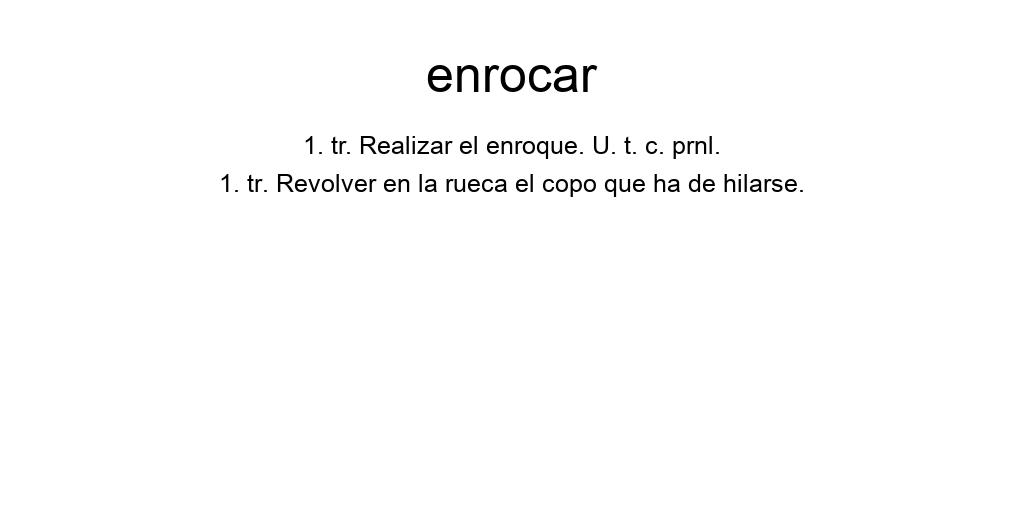 enrocar
1. tr. Realizar el enroque. U. t. c. prnl.
1. tr. Revolver en la rueca el copo que ha de hilarse.